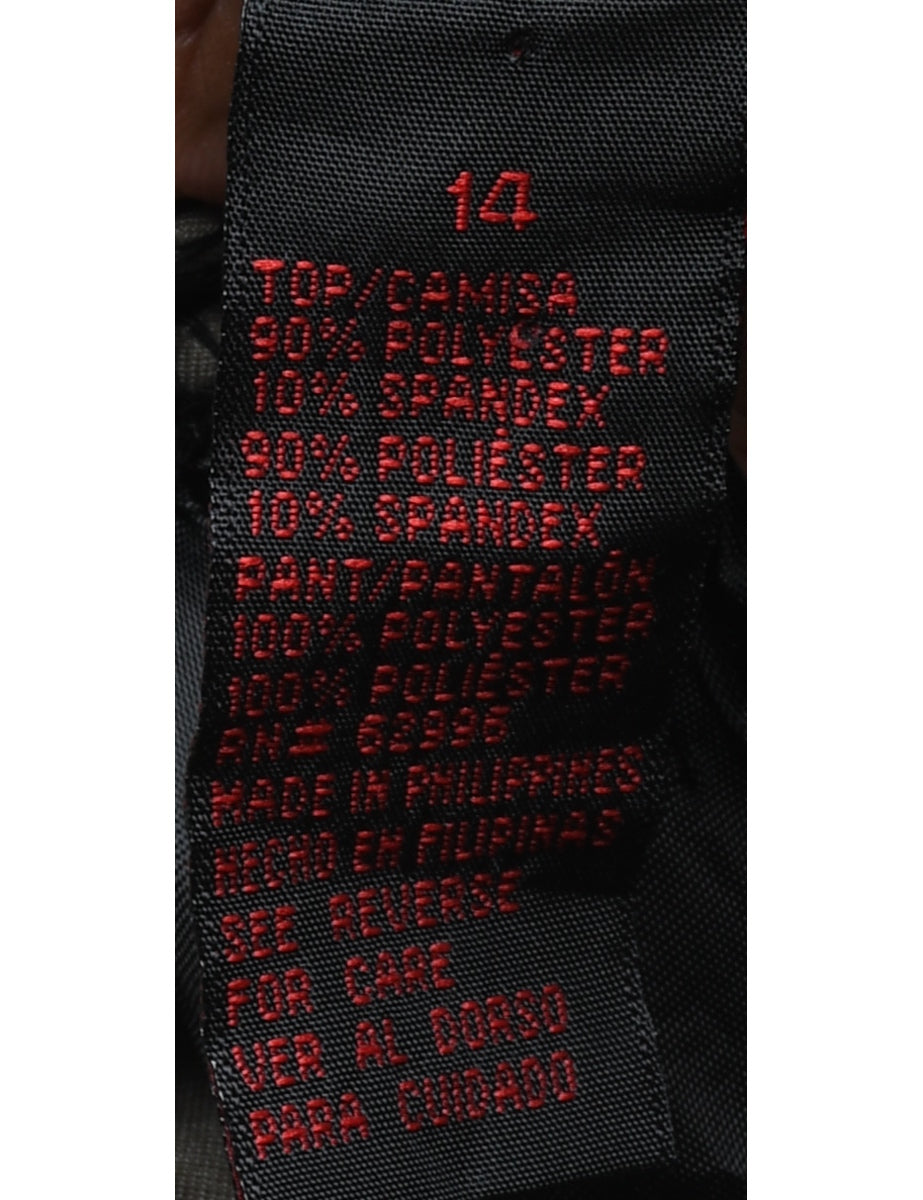 14
TOP/CAMISA
90% POLYESTER
10% SPANDEX
90% POLIÉSTER
10% SPANDEX
PANT/PANTALÓN
100% POLYESTER
100% POLIÉSTER
RN# 62996
MADE IN PHILIPPINES
HECHO EN FILIPINAS
SEE REVERSE
FOR CARE
VER AL DORSO
PARA CUIDADO